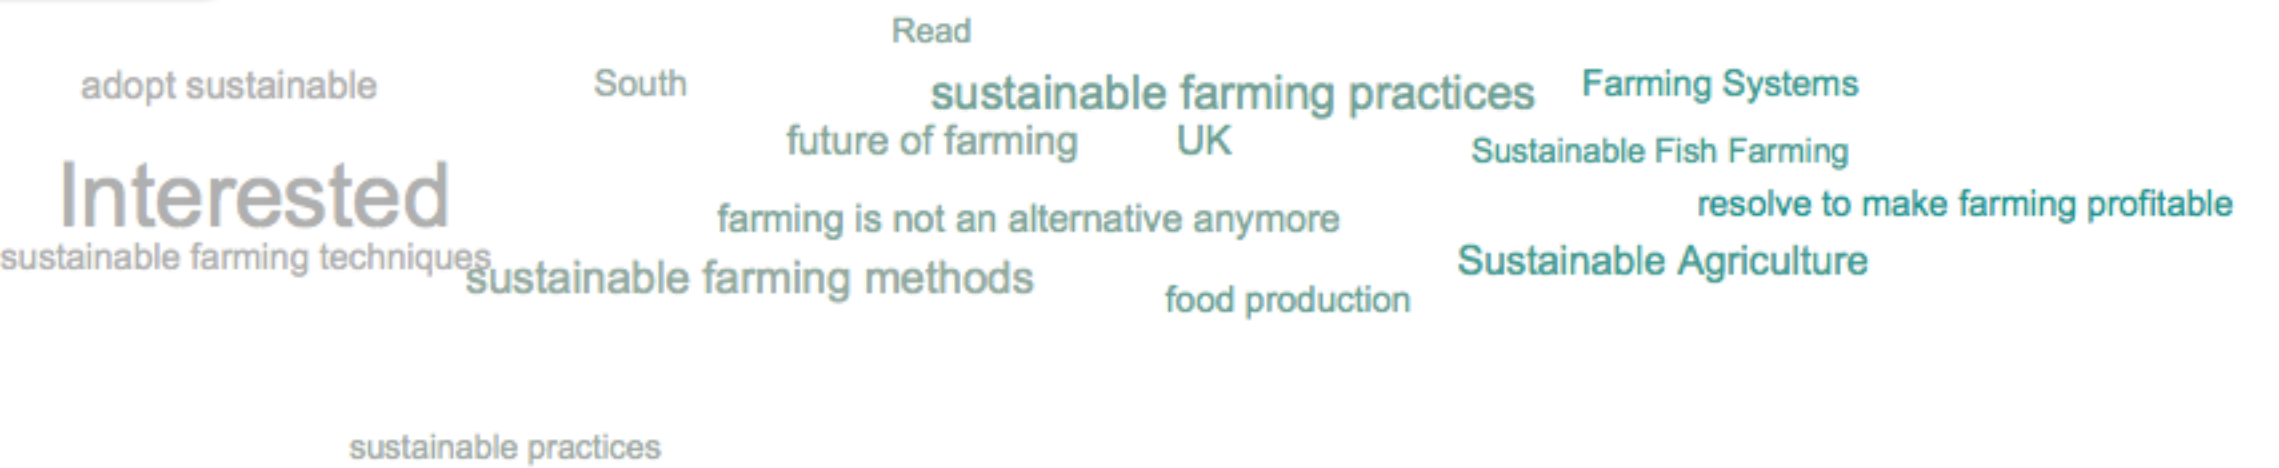 Read
adopt sustainable
South
sustainable farming practices
Farming Systems
future of farming
UK
Sustainable Fish Farming
Interested
resolve to make farming profitable
farming is not an alternative anymore
sustainable farming techniques
sustainable farming methods
Sustainable Agriculture
food production
sustainable practices